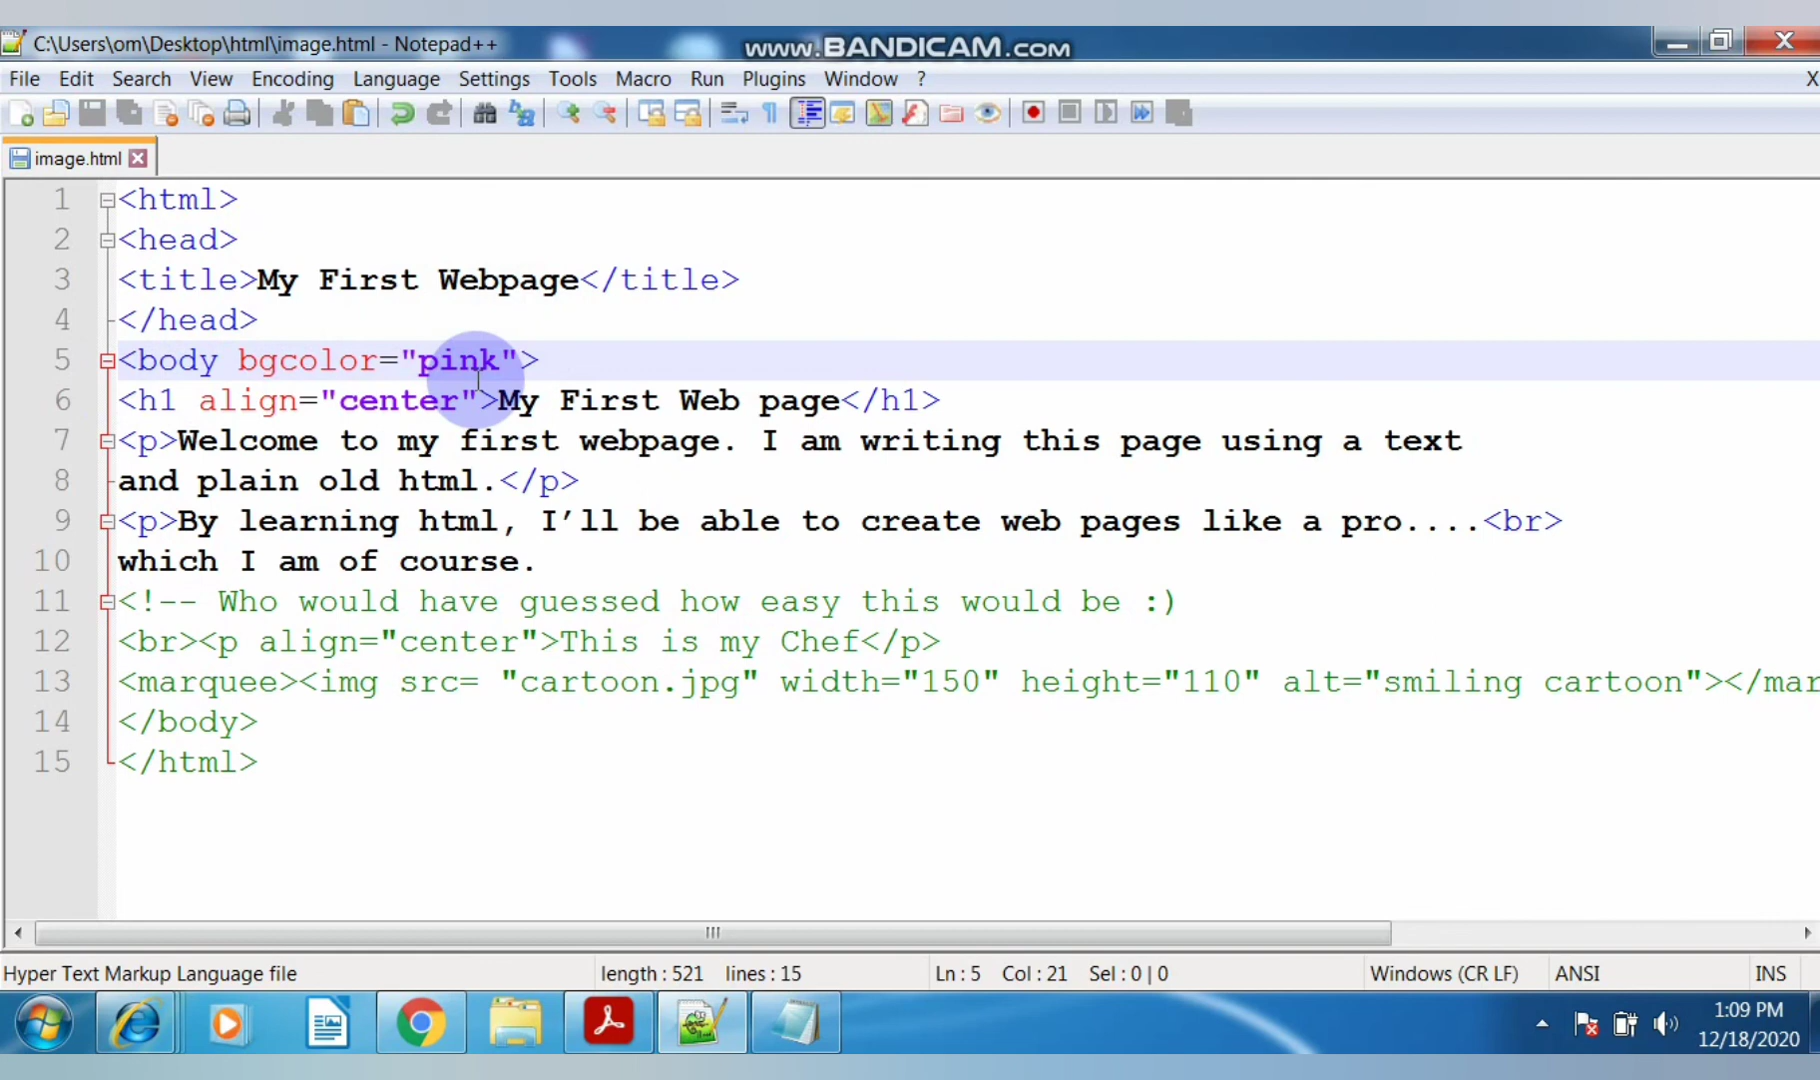 C:\Users\om\Desktop\html\image.html - Notepad++
www.BANDICAM.com
File Edit Search View Encoding Language Settings Tools Macro Run Plugins Window ?
X
image.html
1 <html>
2 <head>
3 <title>My First Webpage</title>
4 </head>
5 <body bgcolor="pink">
6 <h1 align="center">My First Web page</h1>
7 <p>Welcome to my first webpage. I am writing this page using a text
8 and plain old html.</p>
9 <p>By learning html, I’ll be able to create web pages like a pro....<br>
10 which I am of course.
11 <!-- Who would have guessed how easy this would be :)
12 <br><p align="center">This is my Chef</p>
13 <marquee><img src= "cartoon.jpg" width="150" height="110" alt="smiling cartoon"></mar
14 </body>
15 </html>
Hyper Text Markup Language file length : 521 lines : 15 Ln : 5 Col : 21 Sel : 0 | 0 Windows (CR LF) ANSI INS
1:09 PM
12/18/2020